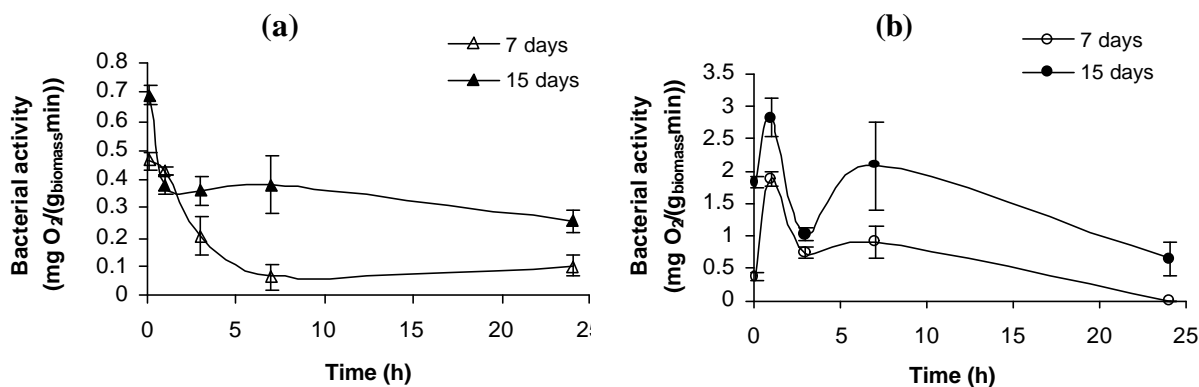 (a)
7 days
15 days
Bacterial activity
(mg O2/(gbiomassmin))
0.8
0.7
0.6
0.5
0.4
0.3
0.2
0.1
0
0 5 10 15 20 25
Time (h)
(b)
7 days
15 days
Bacterial activity
(mg O2/(gbiomassmin))
3.5
3
2.5
2
1.5
1
0.5
0
0 5 10 15 20 25
Time (h)